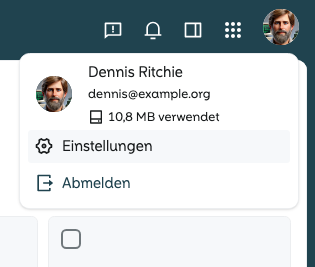 Dennis Ritchie
dennis@example.org
10,8 MB verwendet
Einstellungen
Abmelden